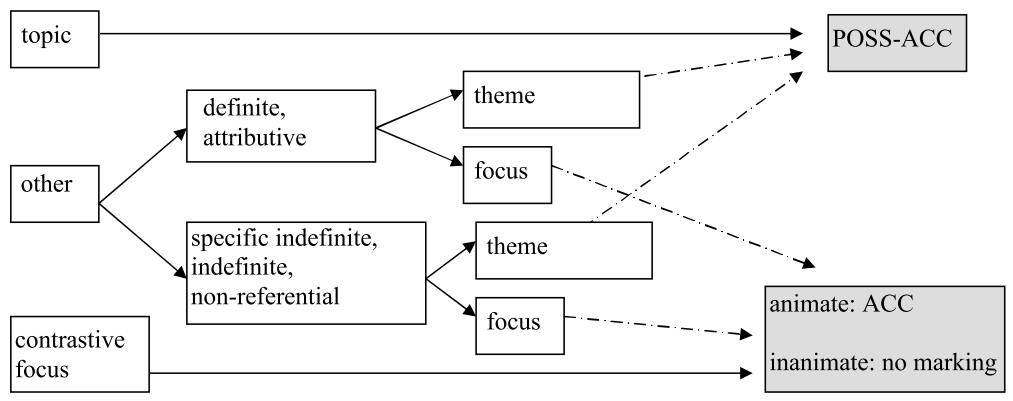 topic
POSS-ACC
definite,
attributive
theme
focus
other
specific indefinite,
indefinite,
non-referential
theme
focus
contrastive
focus
animate: ACC
inanimate: no marking